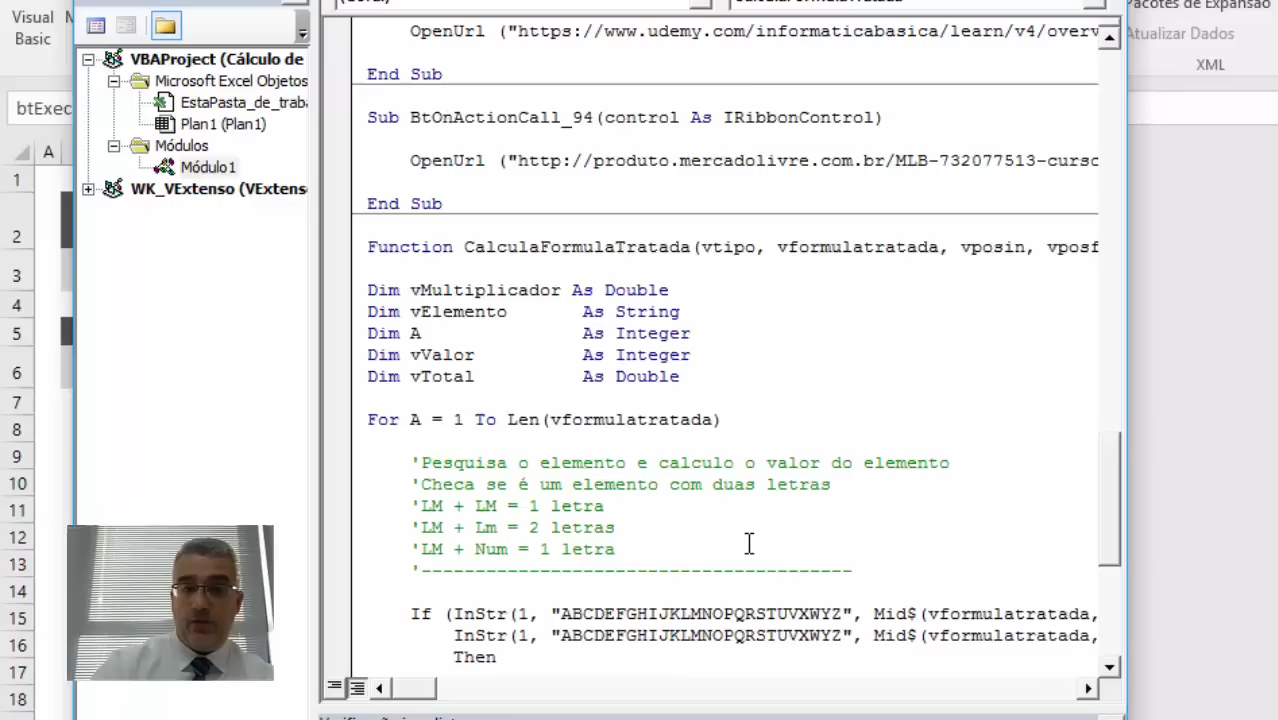 Visual
Basic
btExec
A
1
2
3
4
5
6
7
8
9
10
11
12
13
14
15
16
17
18
VBAProject (Cálculo de
Microsoft Excel Objetos
EstaPasta_de_trab
Plan1 (Plan1)
Módulos
Módulo1
WK_VExtenso (VExtens
OpenUrl ("https://www.udemy.com/informaticabasica/learn/v4/overv
End Sub
Sub BtOnActionCall_94(control As IRibbonControl)
OpenUrl ("http://produto.mercadolivre.com.br/MLB-732077513-curso
End Sub
Function CalculaFormulaTratada(vtipo, vformulatratada, vposin, vposf
Dim vMultiplicador As Double
Dim vElemento As String
Dim A As Integer
Dim vValor As Integer
Dim vTotal As Double
For A = 1 To Len(vformulatratada)
'Pesquisa o elemento e calculo o valor do elemento
'Checa se é um elemento com duas letras
'LM + LM = 1 letra
'LM + Lm = 2 letras
'LM + Num = 1 letra
'----------------------------------------
If (InStr(1, "ABCDEFGHIJKLMNOPQRSTUVXWYZ", Mid$(vformulatratada,
InStr(1, "ABCDEFGHIJKLMNOPQRSTUVXWYZ", Mid$(vformulatratada,
Then
Pacotes de Expansão
Atualizar Dados
XML